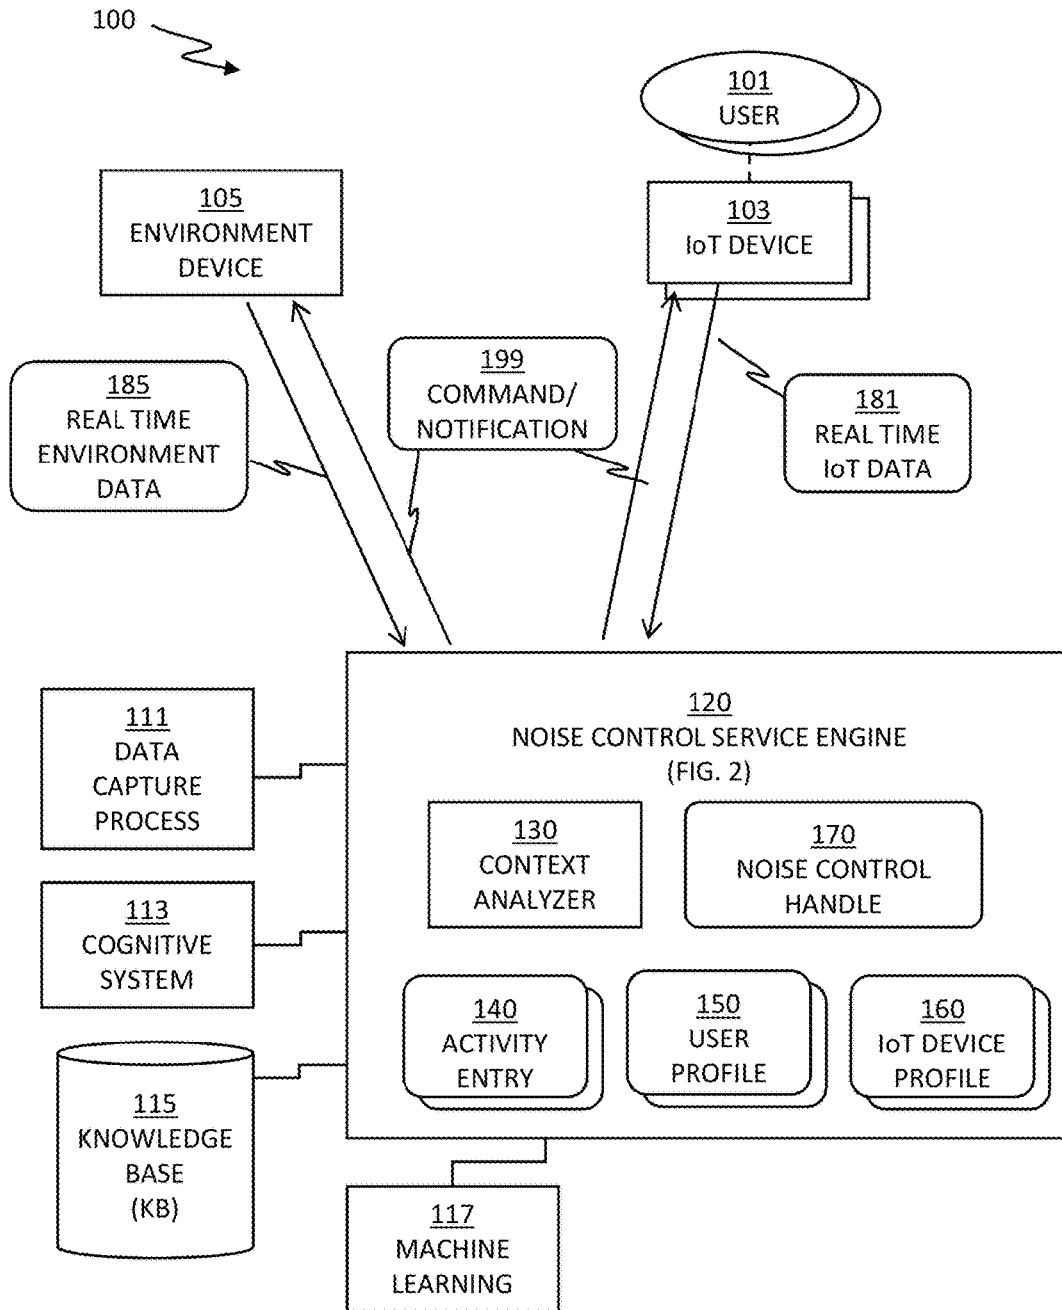 100
101
USER
105
ENVIRONMENT
DEVICE
103
IoT DEVICE
185
REAL TIME
ENVIRONMENT
DATA
199
COMMAND/
NOTIFICATION
181
REAL TIME
IoT DATA
111
DATA
CAPTURE
PROCESS
120
NOISE CONTROL SERVICE ENGINE
(FIG. 2)
130
CONTEXT
ANALYZER
170
NOISE CONTROL
HANDLE
113
COGNITIVE
SYSTEM
140
ACTIVITY
ENTRY
150
USER
PROFILE
160
IoT DEVICE
PROFILE
115
KNOWLEDGE
BASE
(KB)
117
MACHINE
LEARNING